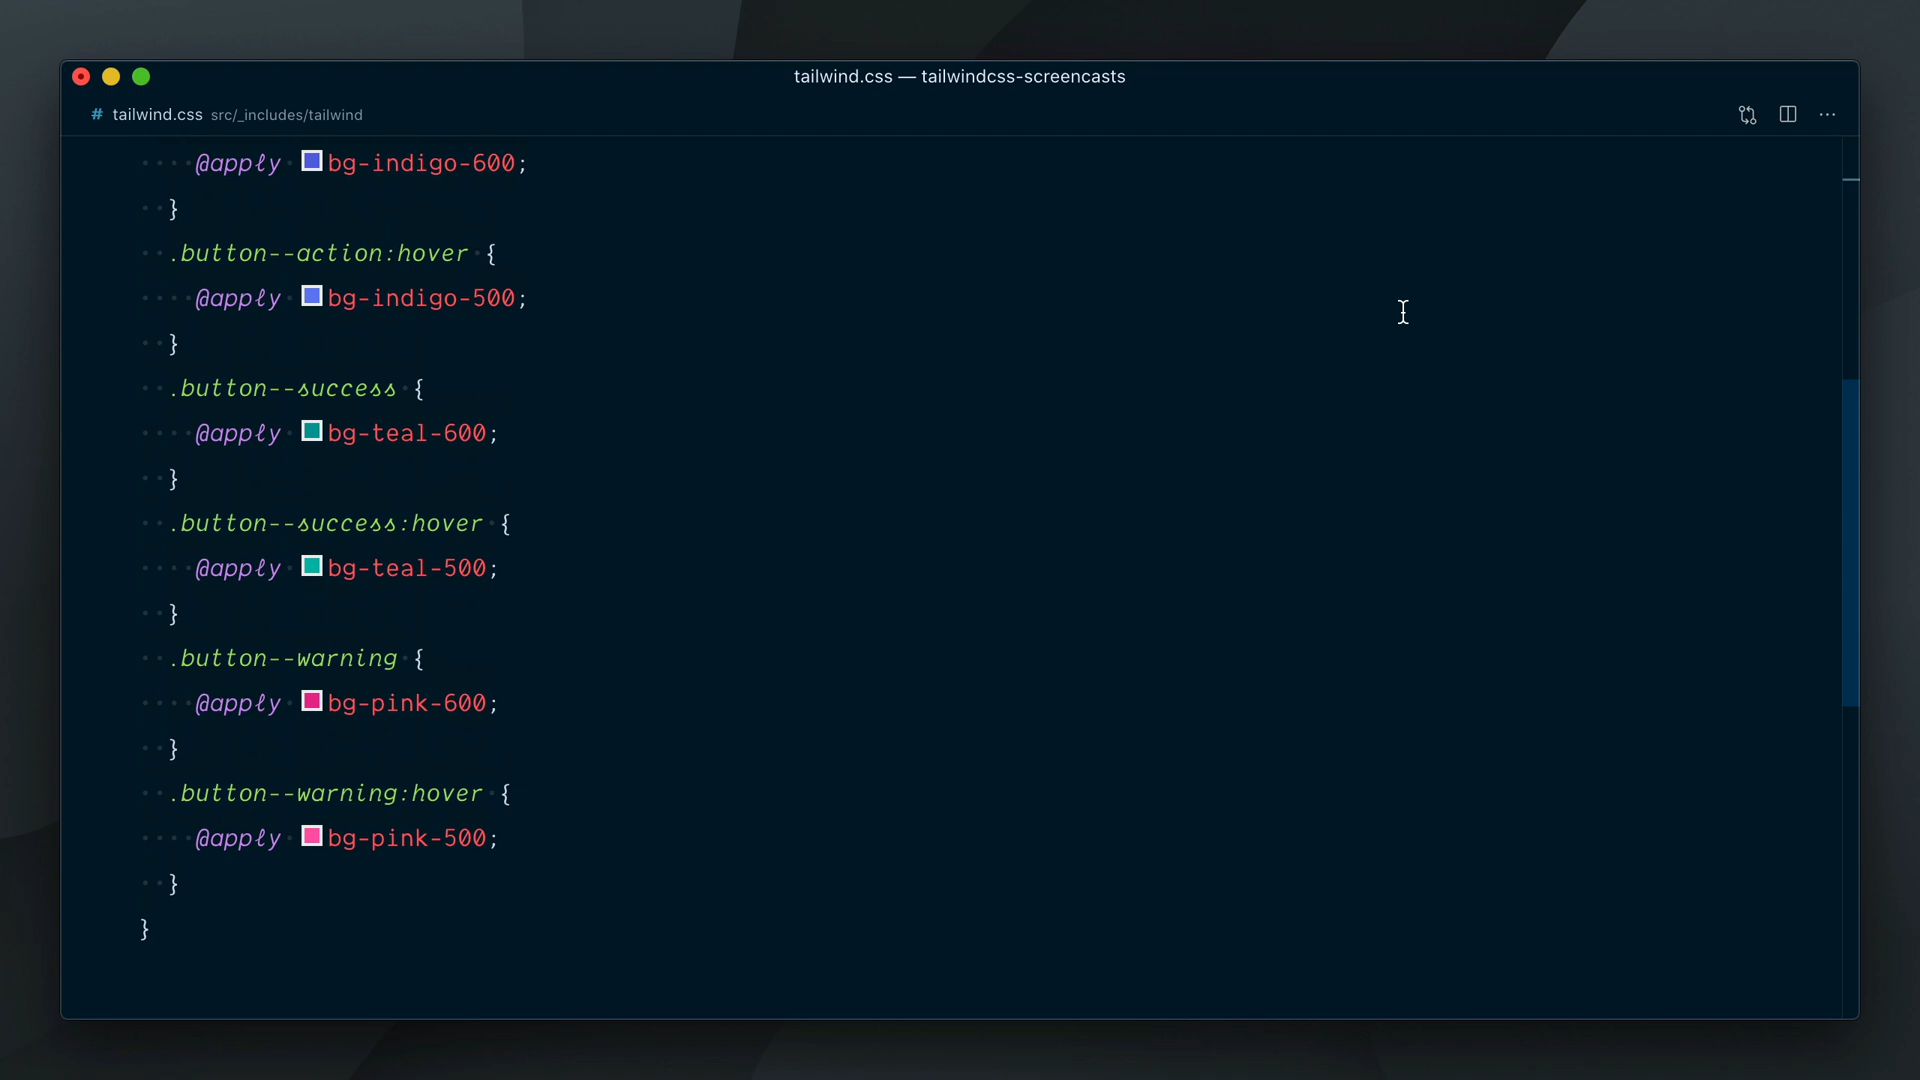 tailwind.css — tailwindcss-screencasts
# tailwind.css src/_includes/tailwind
@apply bg-indigo-600;
}
.button--action:hover {
@apply bg-indigo-500;
}
.button--success {
@apply bg-teal-600;
}
.button--success:hover {
@apply bg-teal-500;
}
.button--warning {
@apply bg-pink-600;
}
.button--warning:hover {
@apply bg-pink-500;
}
}